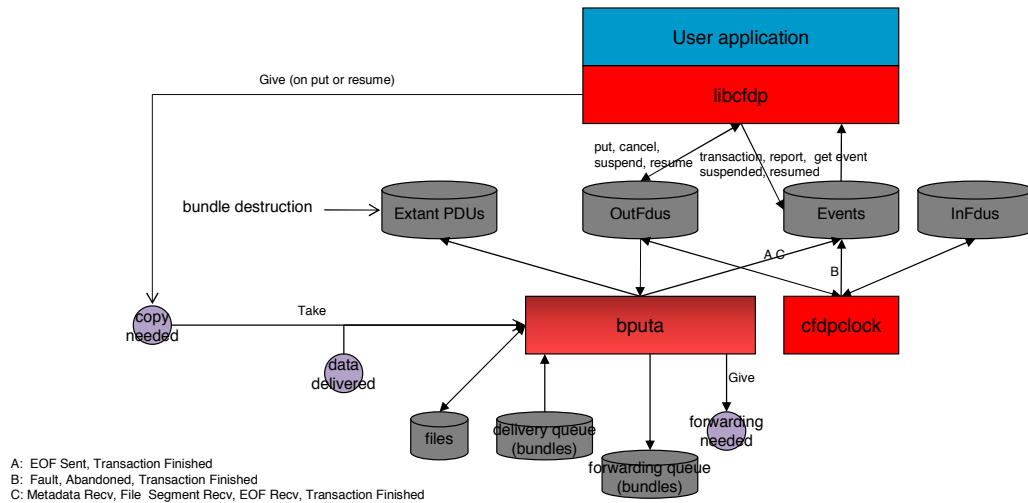 User application
Give (on put or resume)
libcfdp
put, cancel,
suspend, resume
transaction, report,
suspended, resumed
get event
bundle destruction
Extant PDUs
OutFdus
Events
InFdus
A C
B
copy
needed
Take
bputa
cfdpclock
data
delivered
Give
files
delivery queue
(bundles)
forwarding
needed
forwarding queue
(bundles)
A: EOF Sent, Transaction Finished
B: Fault, Abandoned, Transaction Finished
C: Metadata Recv, File Segment Recv, EOF Recv, Transaction Finished